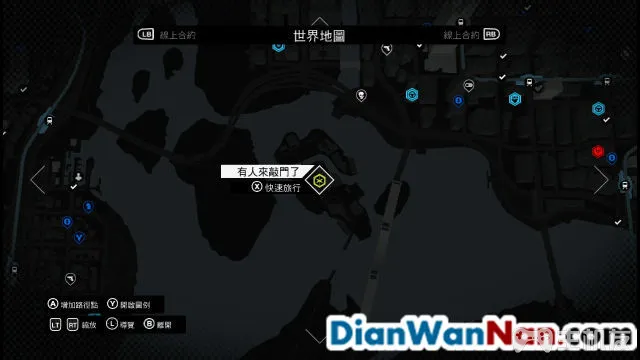 LB 線上合約 世界地圖 線上合約 RB
有人來敲門了
X 快速旅行
A 增加路徑點 Y 開啟圖例
LT RT 縮放 L 導覽 B 離開
DianWanNan.com